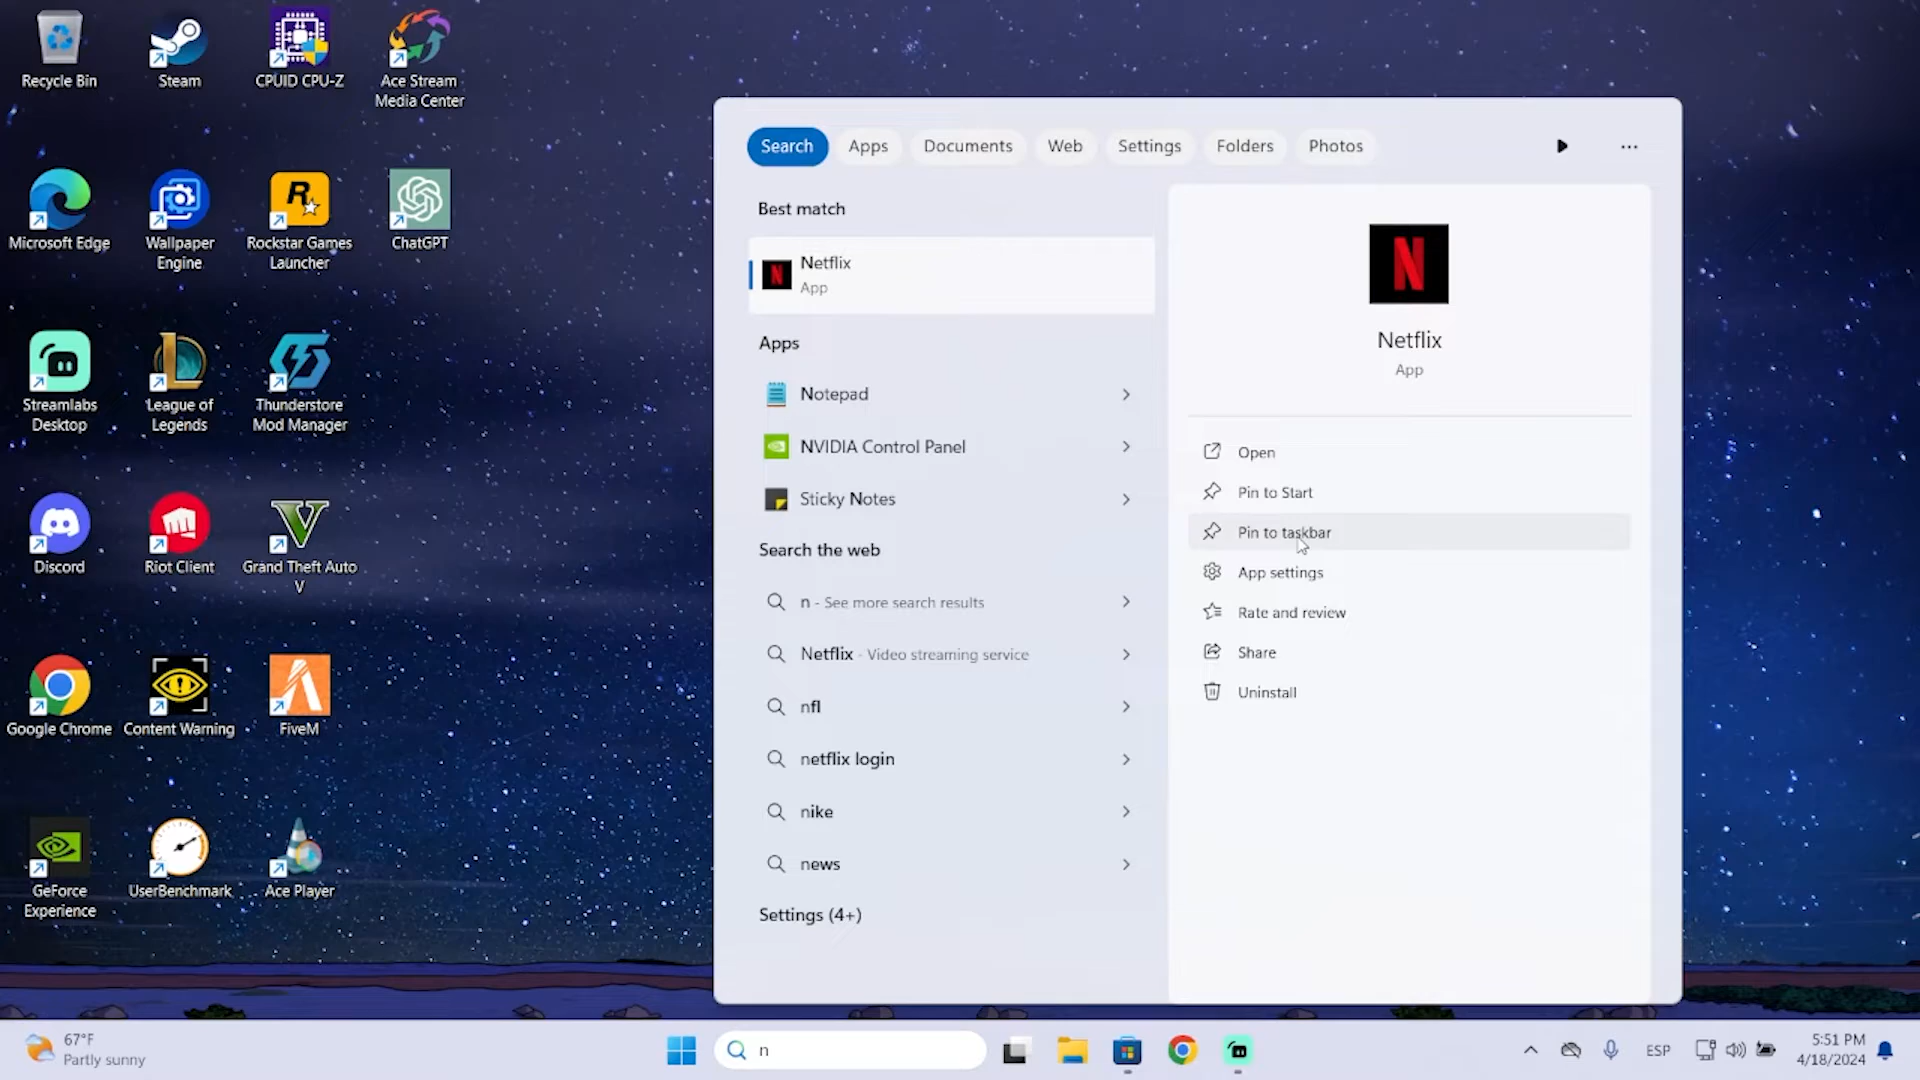 Recycle Bin
Steam
CPUID CPU-Z
Ace Stream
Media Center
Microsoft Edge
Wallpaper
Engine
Rockstar Games
Launcher
ChatGPT
Streamlabs
Desktop
League of
Legends
Thunderstore
Mod Manager
Discord
Riot Client
Grand Theft Auto
V
Google Chrome
Content Warning
FiveM
GeForce
Experience
UserBenchmark
Ace Player
Search
Apps
Documents
Web
Settings
Folders
Photos
Best match
Netflix
App
Apps
Notepad
NVIDIA Control Panel
Sticky Notes
Search the web
n - See more search results
Netflix - Video streaming service
nfl
netflix login
nike
news
Settings (4+)
Netflix
App
Open
Pin to Start
Pin to taskbar
App settings
Rate and review
Share
Uninstall
67°F
Partly sunny
n
ESP
5:51 PM
4/18/2024